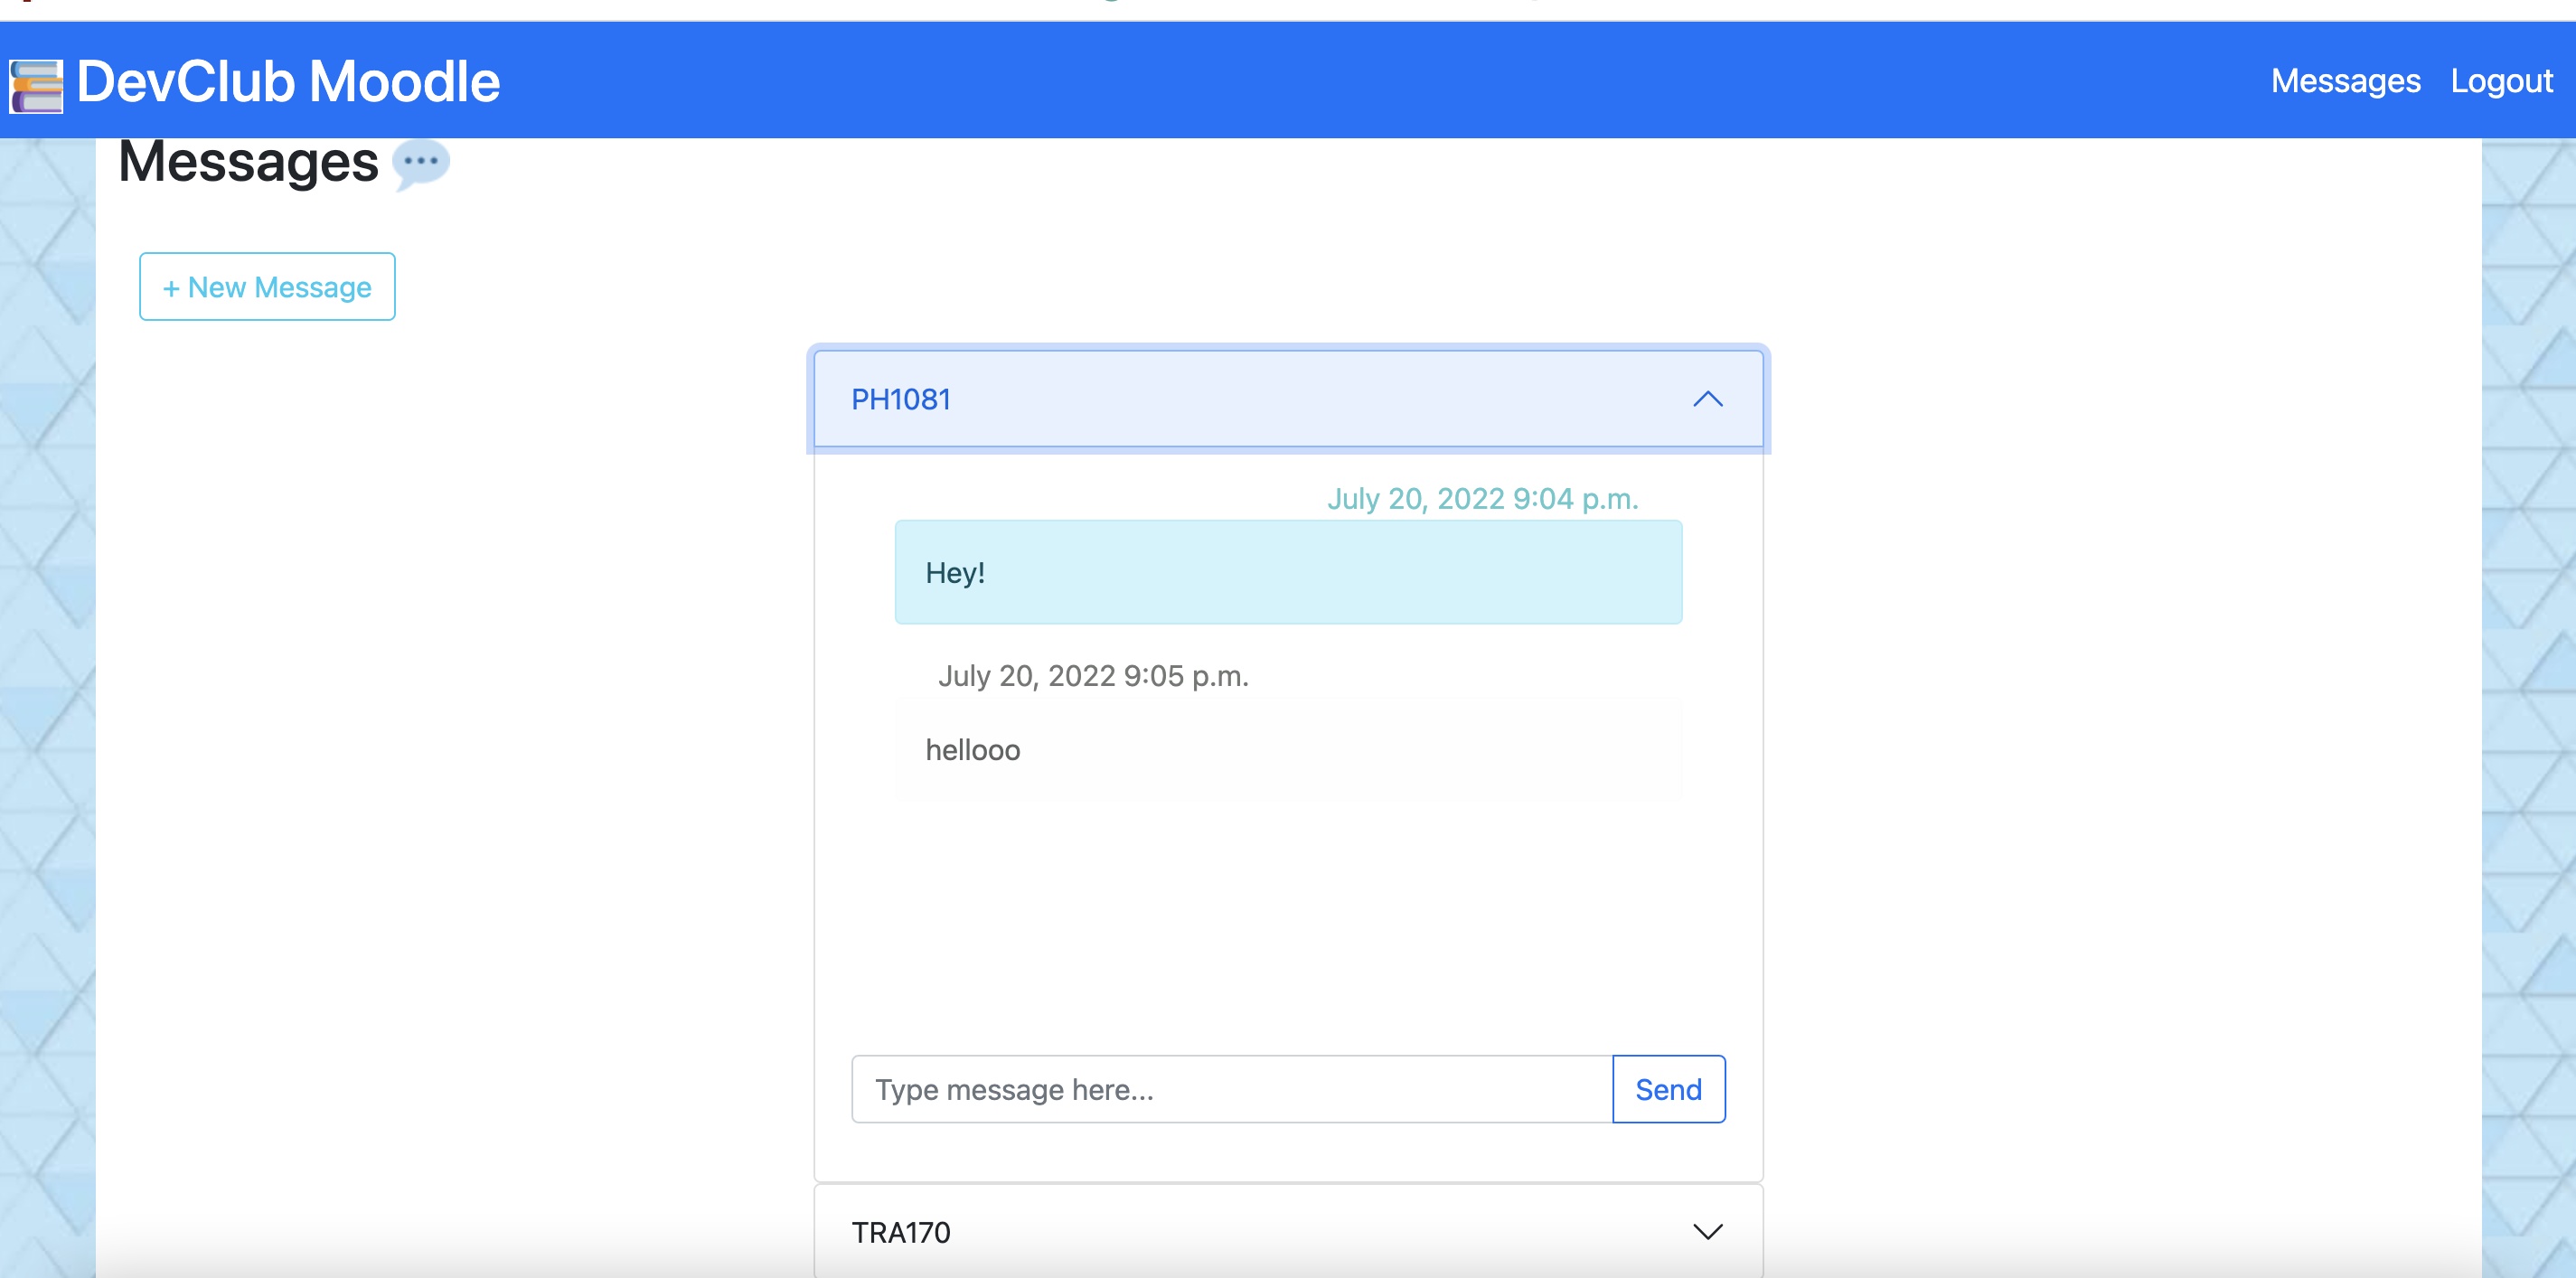 DevClub Moodle
Messages Logout
Messages
+ New Message
PH1081
July 20, 2022 9:04 p.m.
Hey!
July 20, 2022 9:05 p.m.
hellooo
Type message here...
Send
TRA170